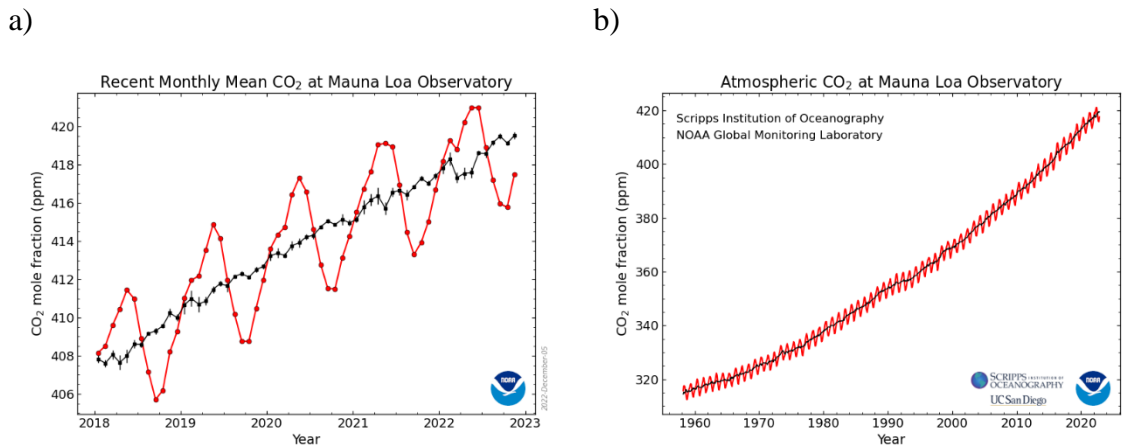 a)
b)
Recent Monthly Mean CO₂ at Mauna Loa Observatory
CO₂ mole fraction (ppm)
420
418
416
414
412
410
408
406
2018
2019
2020
2021
2022
2023
Year
NOAA
2022-December-05
Atmospheric CO₂ at Mauna Loa Observatory
Scripps Institution of Oceanography
NOAA Global Monitoring Laboratory
CO₂ mole fraction (ppm)
420
400
380
360
340
320
1960
1970
1980
1990
2000
2010
2020
Year
SCRIPPS INSTITUTION OF
OCEANOGRAPHY
UC San Diego
NOAA